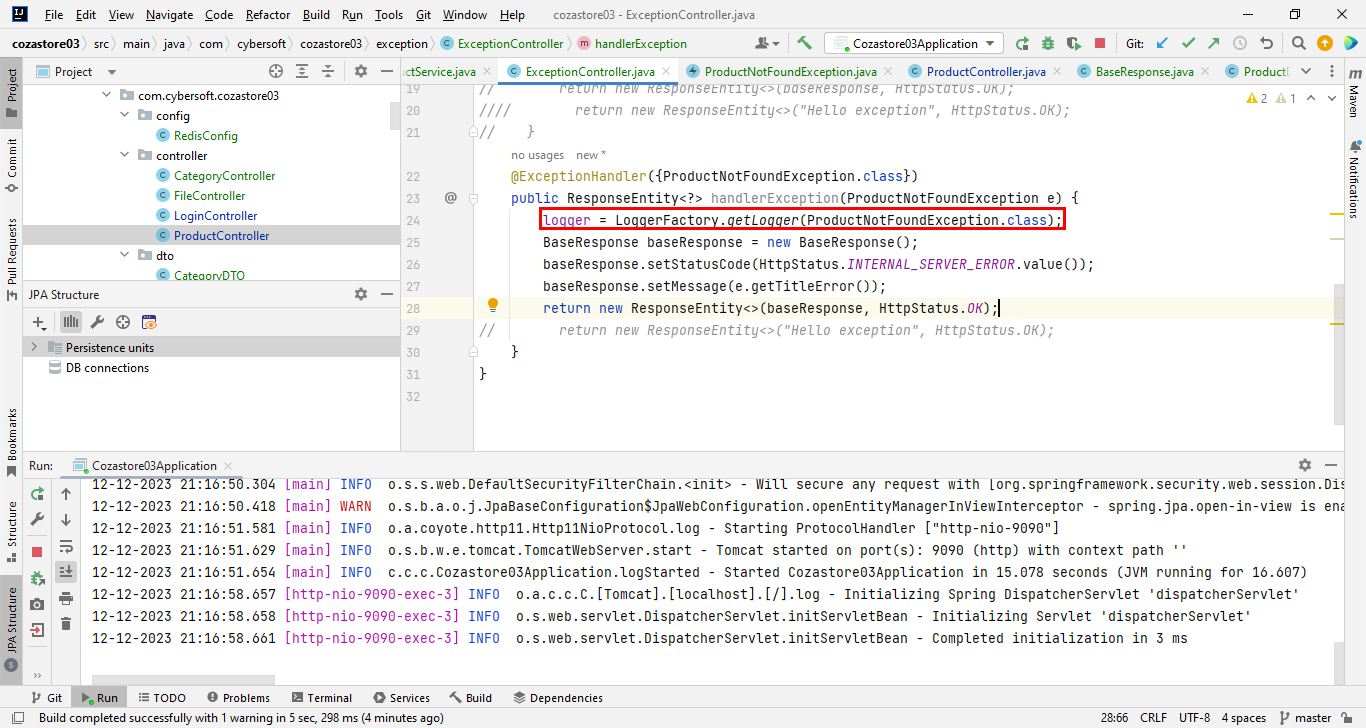 File Edit View Navigate Code Refactor Build Run Tools Git Window Help cozastore03 - ExceptionController.java
cozastore03 src main java com cybersoft cozastore03 exception ExceptionController handlerException Cozastore03Application Git:
Project
ctService.java ExceptionController.java ProductNotFoundException.java ProductController.java BaseResponse.java ProductD
com.cybersoft.cozastore03
config
RedisConfig
controller
CategoryController
FileController
LoginController
ProductController
dto
CategoryDTO
JPA Structure
Persistence units
DB connections
19 // return new ResponseEntity<>(baseResponse, HttpStatus.OK);
20 //// return new ResponseEntity<>("Hello exception", HttpStatus.OK);
21 // }
no usages new *
22 @ExceptionHandler({ProductNotFoundException.class})
23 @ public ResponseEntity<?> handlerException(ProductNotFoundException e) {
24 logger = LoggerFactory.getLogger(ProductNotFoundException.class);
25 BaseResponse baseResponse = new BaseResponse();
26 baseResponse.setStatusCode(HttpStatus.INTERNAL_SERVER_ERROR.value());
27 baseResponse.setMessage(e.getTitleError());
28 return new ResponseEntity<>(baseResponse, HttpStatus.OK);
29 // return new ResponseEntity<>("Hello exception", HttpStatus.OK);
30 }
31 }
32
2 1
Project
Commit
Pull Requests
Bookmarks
Structure
JPA Structure
Maven
Notifications
Run: Cozastore03Application
12-12-2023 21:16:50.304 [main] INFO o.s.s.web.DefaultSecurityFilterChain.<init> - Will secure any request with [org.springframework.security.web.session.Dis
12-12-2023 21:16:50.418 [main] WARN o.s.b.a.o.j.JpaBaseConfiguration$JpaWebConfiguration.openEntityManagerInViewInterceptor - spring.jpa.open-in-view is ena
12-12-2023 21:16:51.581 [main] INFO o.a.coyote.http11.Http11NioProtocol.log - Starting ProtocolHandler ["http-nio-9090"]
12-12-2023 21:16:51.629 [main] INFO o.s.b.w.e.tomcat.TomcatWebServer.start - Tomcat started on port(s): 9090 (http) with context path ''
12-12-2023 21:16:51.654 [main] INFO c.c.c.Cozastore03Application.logStarted - Started Cozastore03Application in 15.078 seconds (JVM running for 16.607)
12-12-2023 21:16:58.657 [http-nio-9090-exec-3] INFO o.a.c.c.C.[Tomcat].[localhost].[/].log - Initializing Spring DispatcherServlet 'dispatcherServlet'
12-12-2023 21:16:58.658 [http-nio-9090-exec-3] INFO o.s.web.servlet.DispatcherServlet.initServletBean - Initializing Servlet 'dispatcherServlet'
12-12-2023 21:16:58.661 [http-nio-9090-exec-3] INFO o.s.web.servlet.DispatcherServlet.initServletBean - Completed initialization in 3 ms
Git Run TODO Problems Terminal Services Build Dependencies
Build completed successfully with 1 warning in 5 sec, 298 ms (4 minutes ago) 28:66 CRLF UTF-8 4 spaces master